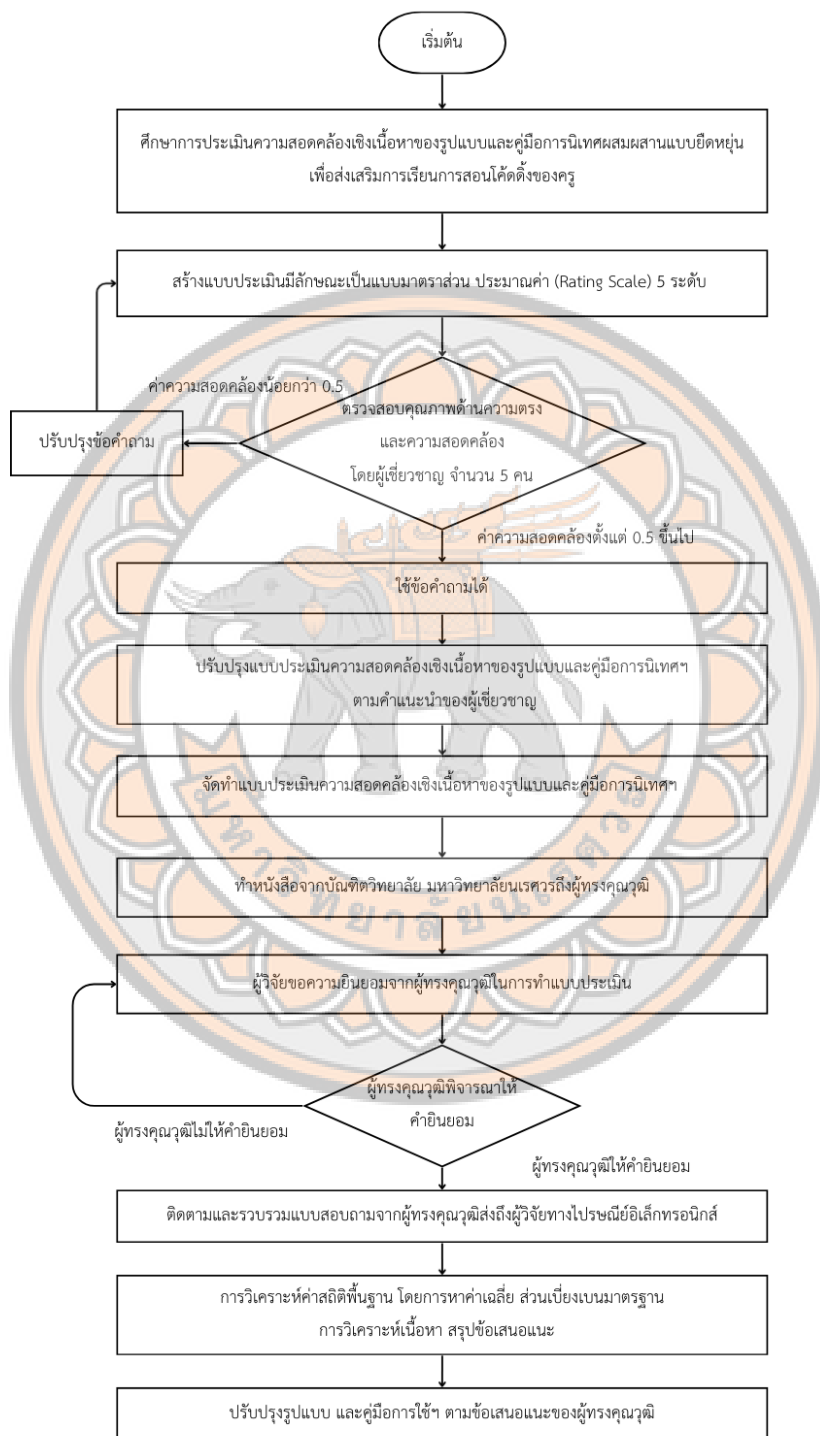 เริ่มต้น
ศึกษาการประเมินความสอดคล้องเชิงเนื้อหาของรูปแบบและคู่มือการนิเทศผสมผสานแบบยืดหยุ่น
เพื่อส่งเสริมการเรียนการสอนโค้ดดิ้งของครู
สร้างแบบประเมินมีลักษณะเป็นแบบมาตราส่วน ประมาณค่า (Rating Scale) 5 ระดับ
ค่าความสอดคล้องน้อยกว่า 0.5
ตรวจสอบคุณภาพด้านความตรง
และความสอดคล้อง
โดยผู้เชี่ยวชาญ จำนวน 5 คน
ปรับปรุงข้อคำถาม
ค่าความสอดคล้องตั้งแต่ 0.5 ขึ้นไป
ใช้ข้อคำถามได้
ปรับปรุงแบบประเมินความสอดคล้องเชิงเนื้อหาของรูปแบบและคู่มือการนิเทศฯ
ตามคำแนะนำของผู้เชี่ยวชาญ
จัดทำแบบประเมินความสอดคล้องเชิงเนื้อหาของรูปแบบและคู่มือการนิเทศฯ
ทำหนังสือจากบัณฑิตวิทยาลัย มหาวิทยาลัยนเรศวรถึงผู้ทรงคุณวุฒิ
มหาวิทยาลัยนเรศวร
ผู้วิจัยขอความยินยอมจากผู้ทรงคุณวุฒิในการทำแบบประเมิน
ผู้ทรงคุณวุฒิพิจารณาให้
คำยินยอม
ผู้ทรงคุณวุฒิไม่ให้คำยินยอม
ผู้ทรงคุณวุฒิให้คำยินยอม
ติดตามและรวบรวมแบบสอบถามจากผู้ทรงคุณวุฒิส่งถึงผู้วิจัยทางไปรษณีย์อิเล็กทรอนิกส์
การวิเคราะห์ค่าสถิติพื้นฐาน โดยการหาค่าเฉลี่ย ส่วนเบี่ยงเบนมาตรฐาน
การวิเคราะห์เนื้อหา สรุปข้อเสนอแนะ
ปรับปรุงรูปแบบ และคู่มือการใช้ฯ ตามข้อเสนอแนะของผู้ทรงคุณวุฒิ